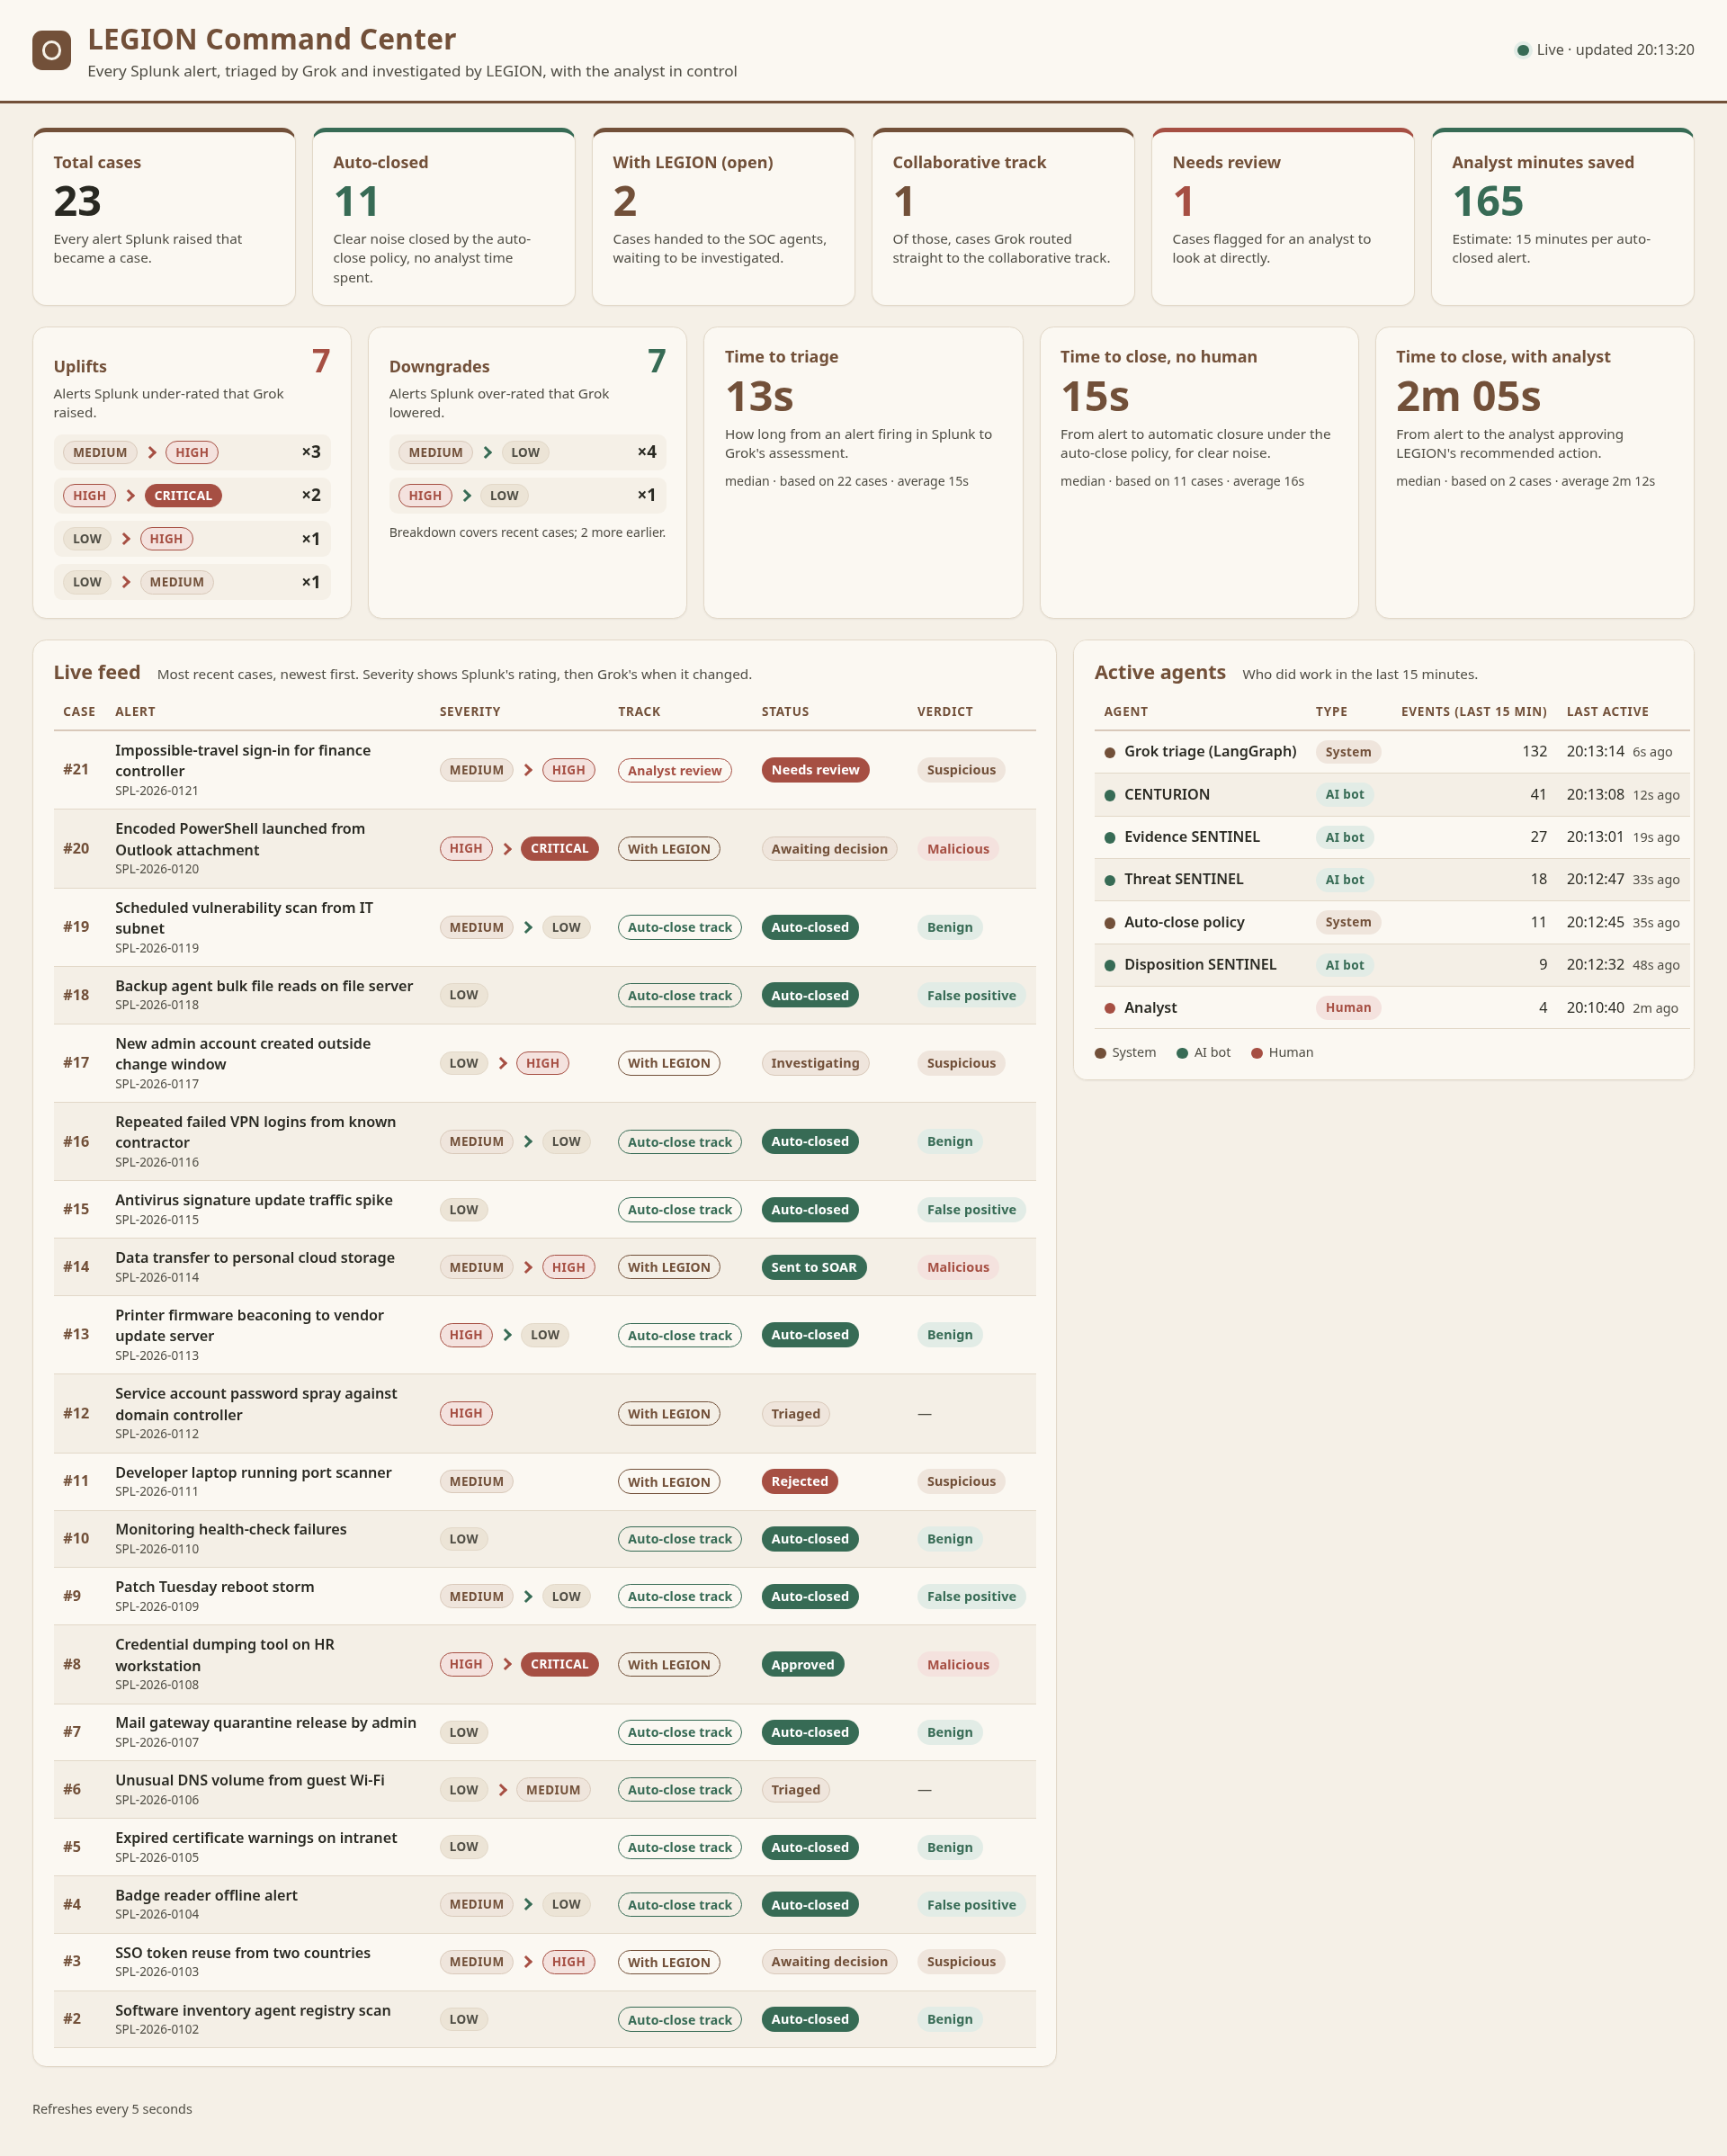 LEGION Command Center
Every Splunk alert, triaged by Grok and investigated by LEGION, with the analyst in control
Live · updated 20:13:20
Total cases
23
Every alert Splunk raised that
became a case.
Auto-closed
11
Clear noise closed by the auto-
close policy, no analyst time
spent.
With LEGION (open)
2
Cases handed to the SOC agents,
waiting to be investigated.
Collaborative track
1
Of those, cases Grok routed
straight to the collaborative track.
Needs review
1
Cases flagged for an analyst to
look at directly.
Analyst minutes saved
165
Estimate: 15 minutes per auto-
closed alert.
Uplifts 7
Alerts Splunk under-rated that Grok
raised.
MEDIUM HIGH ×3
HIGH CRITICAL ×2
LOW HIGH ×1
LOW MEDIUM ×1
Downgrades 7
Alerts Splunk over-rated that Grok
lowered.
MEDIUM LOW ×4
HIGH LOW ×1
Breakdown covers recent cases; 2 more earlier.
Time to triage
13s
How long from an alert firing in Splunk to
Grok's assessment.
median · based on 22 cases · average 15s
Time to close, no human
15s
From alert to automatic closure under the
auto-close policy, for clear noise.
median · based on 11 cases · average 16s
Time to close, with analyst
2m 05s
From alert to the analyst approving
LEGION's recommended action.
median · based on 2 cases · average 2m 12s
Live feed Most recent cases, newest first. Severity shows Splunk's rating, then Grok's when it changed.
CASE ALERT SEVERITY TRACK STATUS VERDICT
Impossible-travel sign-in for finance
controller
#21 MEDIUM HIGH Analyst review Needs review Suspicious
SPL-2026-0121
Encoded PowerShell launched from
Outlook attachment
#20 HIGH CRITICAL With LEGION Awaiting decision Malicious
SPL-2026-0120
Scheduled vulnerability scan from IT
subnet
#19 MEDIUM LOW Auto-close track Auto-closed Benign
SPL-2026-0119
Backup agent bulk file reads on file server
#18 LOW Auto-close track Auto-closed False positive
SPL-2026-0118
New admin account created outside
change window
#17 LOW HIGH With LEGION Investigating Suspicious
SPL-2026-0117
Repeated failed VPN logins from known
contractor
#16 MEDIUM LOW Auto-close track Auto-closed Benign
SPL-2026-0116
Antivirus signature update traffic spike
#15 LOW Auto-close track Auto-closed False positive
SPL-2026-0115
Data transfer to personal cloud storage
#14 MEDIUM HIGH With LEGION Sent to SOAR Malicious
SPL-2026-0114
Printer firmware beaconing to vendor
update server
#13 HIGH LOW Auto-close track Auto-closed Benign
SPL-2026-0113
Service account password spray against
domain controller
#12 HIGH With LEGION Triaged —
SPL-2026-0112
Developer laptop running port scanner
#11 MEDIUM With LEGION Rejected Suspicious
SPL-2026-0111
Monitoring health-check failures
#10 LOW Auto-close track Auto-closed Benign
SPL-2026-0110
Patch Tuesday reboot storm
#9 MEDIUM LOW Auto-close track Auto-closed False positive
SPL-2026-0109
Credential dumping tool on HR
workstation
#8 HIGH CRITICAL With LEGION Approved Malicious
SPL-2026-0108
Mail gateway quarantine release by admin
#7 LOW Auto-close track Auto-closed Benign
SPL-2026-0107
Unusual DNS volume from guest Wi-Fi
#6 LOW MEDIUM Auto-close track Triaged —
SPL-2026-0106
Expired certificate warnings on intranet
#5 LOW Auto-close track Auto-closed Benign
SPL-2026-0105
Badge reader offline alert
#4 MEDIUM LOW Auto-close track Auto-closed False positive
SPL-2026-0104
SSO token reuse from two countries
#3 MEDIUM HIGH With LEGION Awaiting decision Suspicious
SPL-2026-0103
Software inventory agent registry scan
#2 LOW Auto-close track Auto-closed Benign
SPL-2026-0102
Active agents Who did work in the last 15 minutes.
AGENT TYPE EVENTS (LAST 15 MIN) LAST ACTIVE
Grok triage (LangGraph) System 132 20:13:14 6s ago
CENTURION AI bot 41 20:13:08 12s ago
Evidence SENTINEL AI bot 27 20:13:01 19s ago
Threat SENTINEL AI bot 18 20:12:47 33s ago
Auto-close policy System 11 20:12:45 35s ago
Disposition SENTINEL AI bot 9 20:12:32 48s ago
Analyst Human 4 20:10:40 2m ago
System AI bot Human
Refreshes every 5 seconds